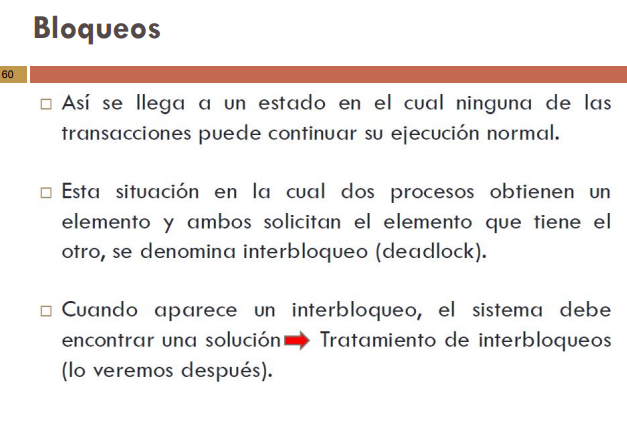 Bloqueos
60
Así se llega a un estado en el cual ninguna de las
transacciones puede continuar su ejecución normal.
Esta situación en la cual dos procesos obtienen un
elemento y ambos solicitan el elemento que tiene el
otro, se denomina interbloqueo (deadlock).
Cuando aparece un interbloqueo, el sistema debe
encontrar una solución Tratamiento de interbloqueos
(lo veremos después).